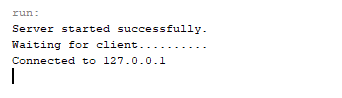 run:
Server started successfully.
Waiting for client..........
Connected to 127.0.0.1